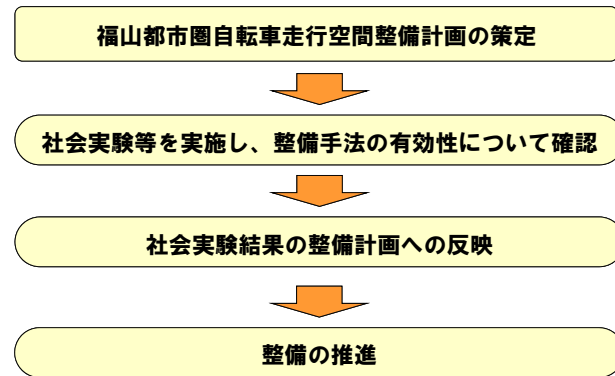 福山都市圏自転車走行空間整備計画の策定
社会実験等を実施し、整備手法の有効性について確認
社会実験結果の整備計画への反映
整備の推進